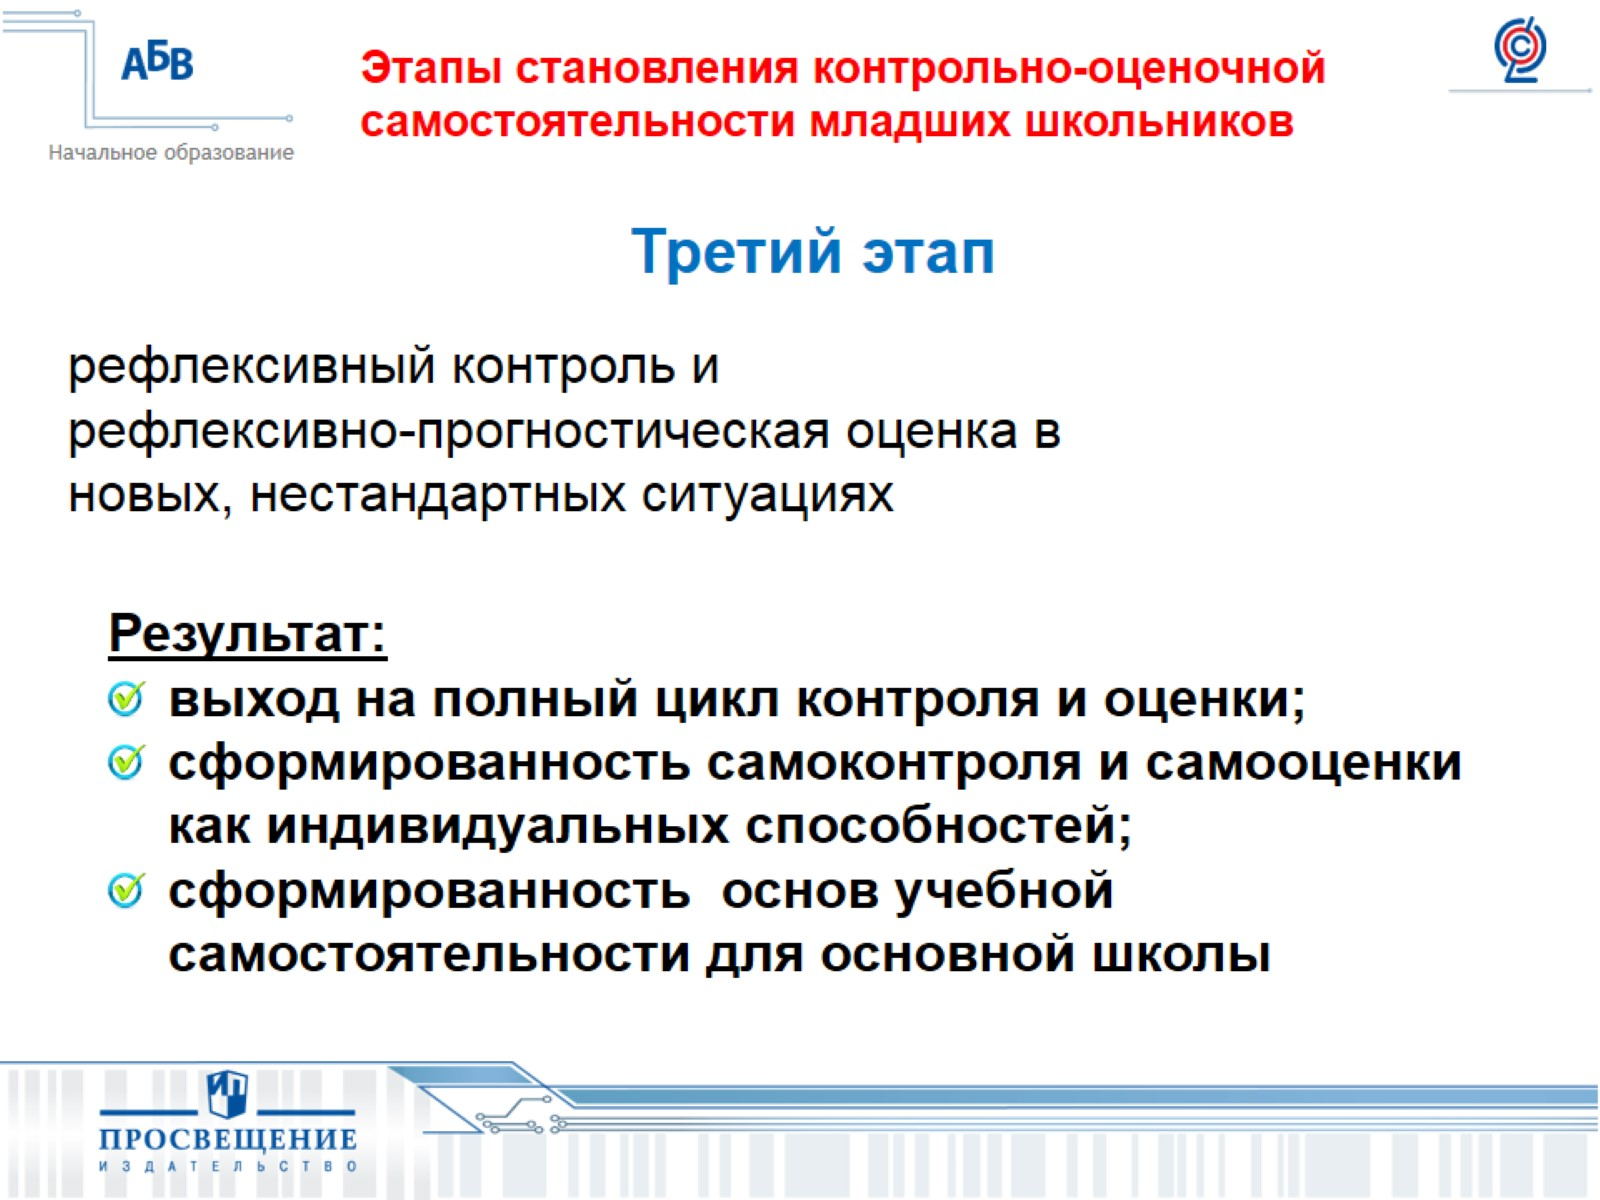 АБВ
Начальное образование
Этапы становления контрольно-оценочной
самостоятельности младших школьников
Третий этап
рефлексивный контроль и
рефлексивно-прогностическая оценка в
новых, нестандартных ситуациях
Результат:
выход на полный цикл контроля и оценки;
сформированность самоконтроля и самооценки
как индивидуальных способностей;
сформированность  основ учебной
самостоятельности для основной школы
ИП
ПРОСВЕЩЕНИЕ
ИЗДАТЕЛЬСТВО